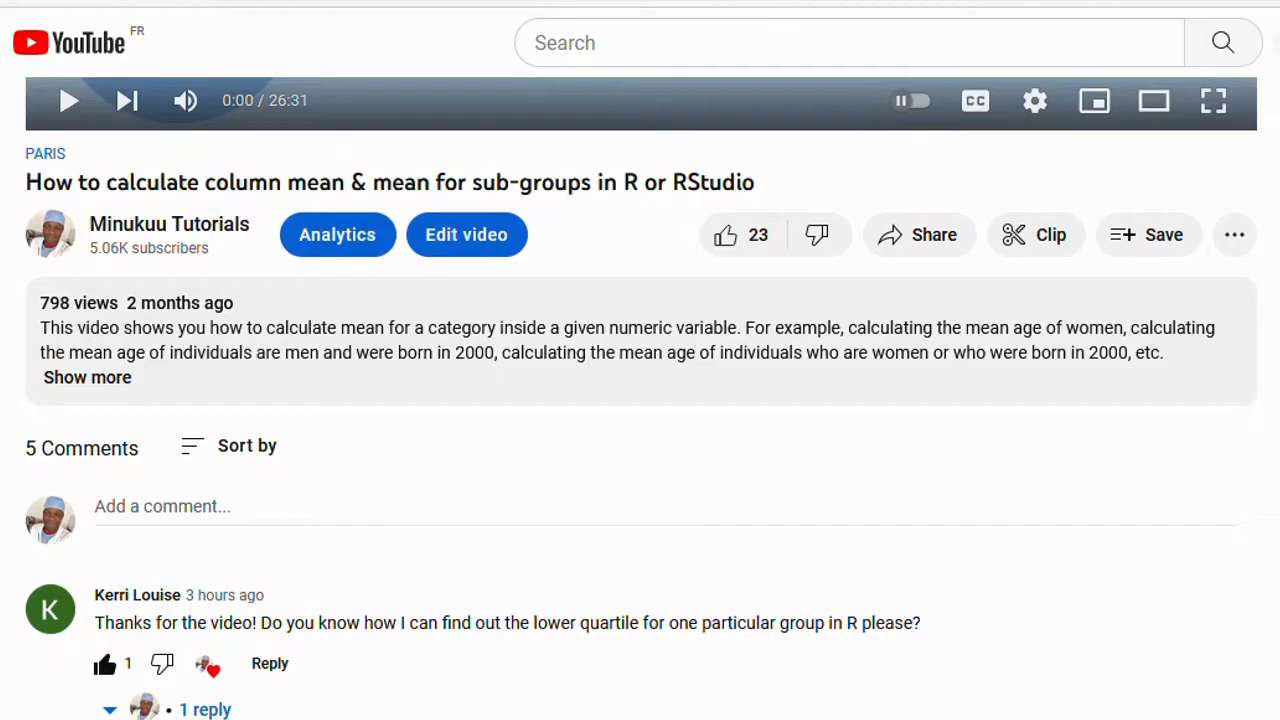 YouTube FR
Search
0:00 / 26:31
CC
PARIS
How to calculate column mean & mean for sub-groups in R or RStudio
Minukuu Tutorials
5.06K subscribers
Analytics
Edit video
23
Share
Clip
Save
798 views 2 months ago
This video shows you how to calculate mean for a category inside a given numeric variable. For example, calculating the mean age of women, calculating
the mean age of individuals are men and were born in 2000, calculating the mean age of individuals who are women or who were born in 2000, etc.
Show more
5 Comments
Sort by
Add a comment...
K
Kerri Louise 3 hours ago
Thanks for the video! Do you know how I can find out the lower quartile for one particular group in R please?
1
Reply
• 1 reply